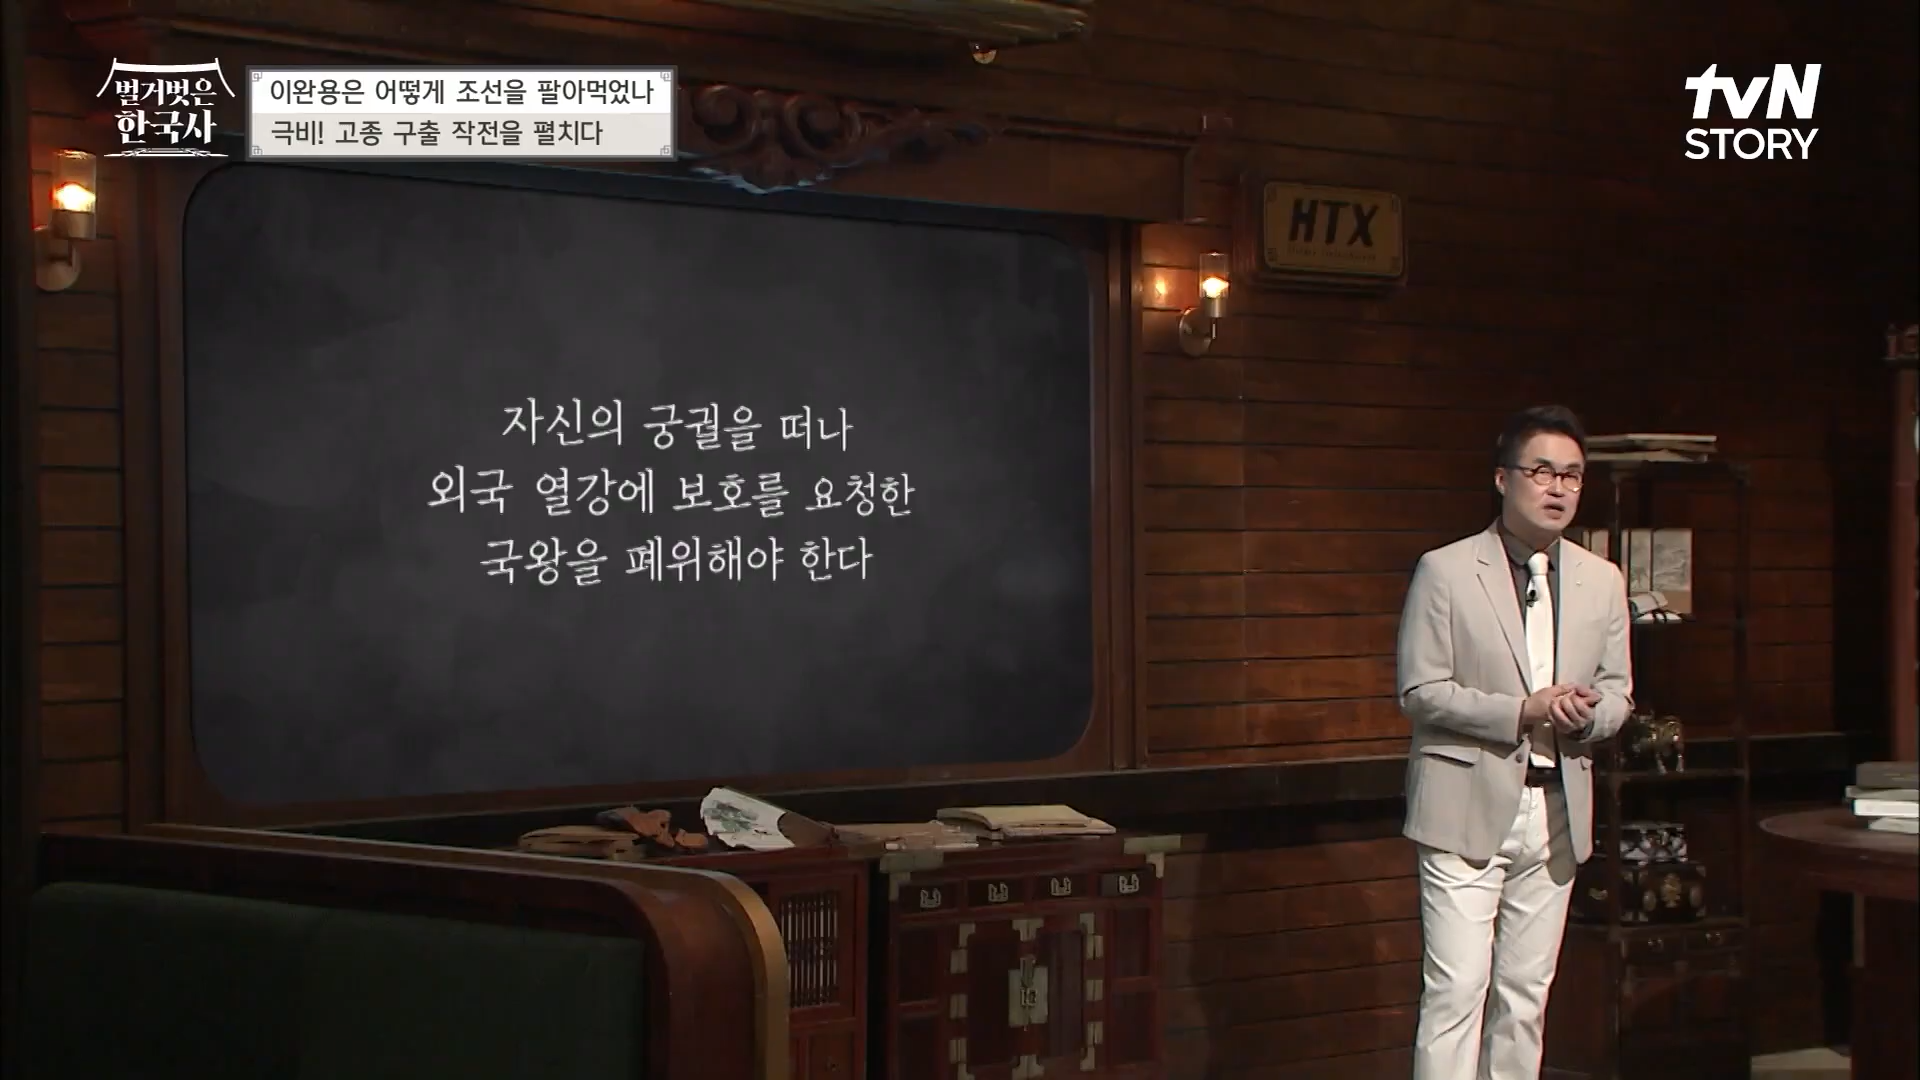 벌거벗은
한국사
이완용은 어떻게 조선을 팔아먹었나
극비! 고종 구출 작전을 펼치다
tvN
STORY
HTX
자신의 궁궐을 떠나
외국 열강에 보호를 요청한
국왕을 폐위해야 한다